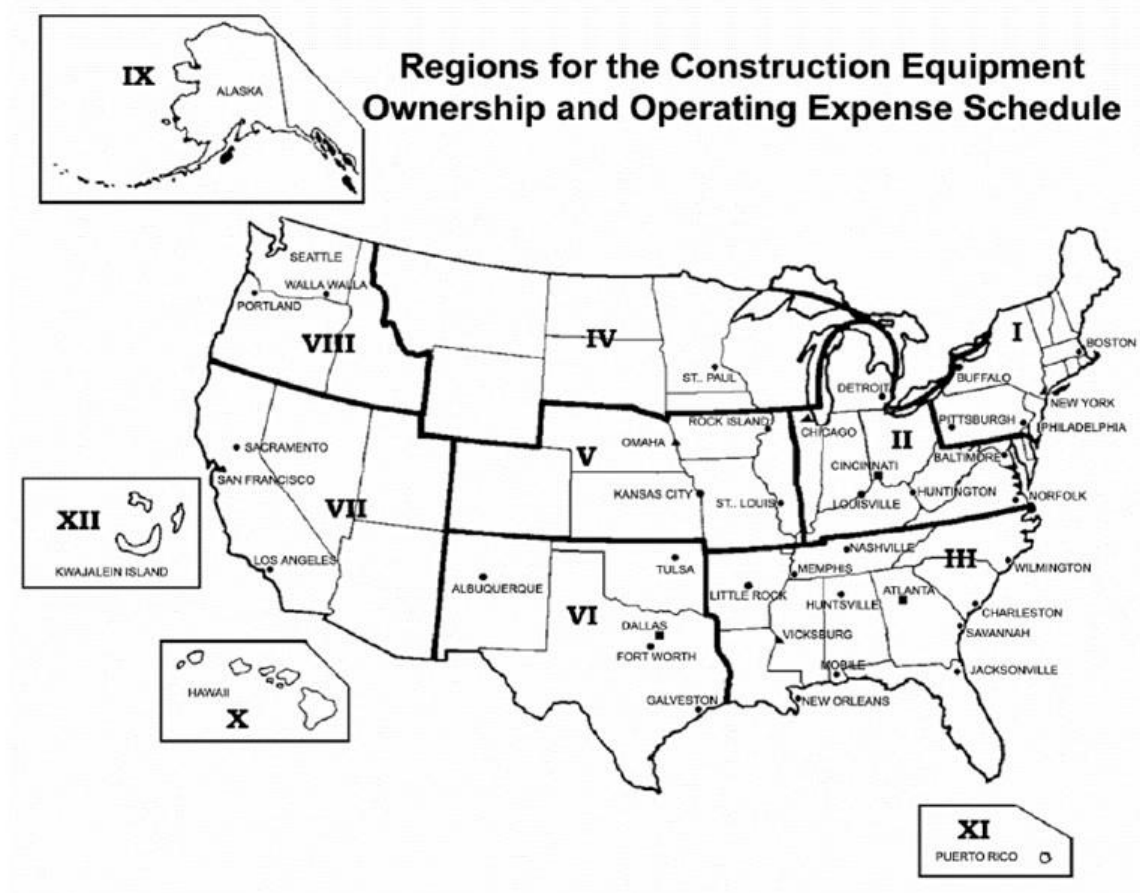 Regions for the Construction Equipment
Ownership and Operating Expense Schedule
IX
ALASKA
SEATTLE
WALLA WALLA
PORTLAND
VIII
IV
I
BOSTON
ST.. PAUL
DETROIT
BUFFALO
NEW YORK
ROCK ISLAND
CHICAGO
PITTSBURGH
PHILADELPHIA
OMAHA
II
SACRAMENTO
V
BALTIMORE
CINCINNATI
SAN FRANCISCO
KANSAS CITY
ST.. LOUIS
LOUISVILLE
HUNTINGTON
NORFOLK
VII
XII
KWAJALEIN ISLAND
LOS ANGELES
NASHVILLE
III
TULSA
MEMPHIS
WILMINGTON
ALBUQUERQUE
LITTLE ROCK
HUNTSVILLE
ATLANTA
VI
CHARLESTON
DALLAS
VICKSBURG
SAVANNAH
FORT WORTH
MOBILE
JACKSONVILLE
HAWAII
X
GALVESTON
NEW ORLEANS
XI
PUERTO RICO